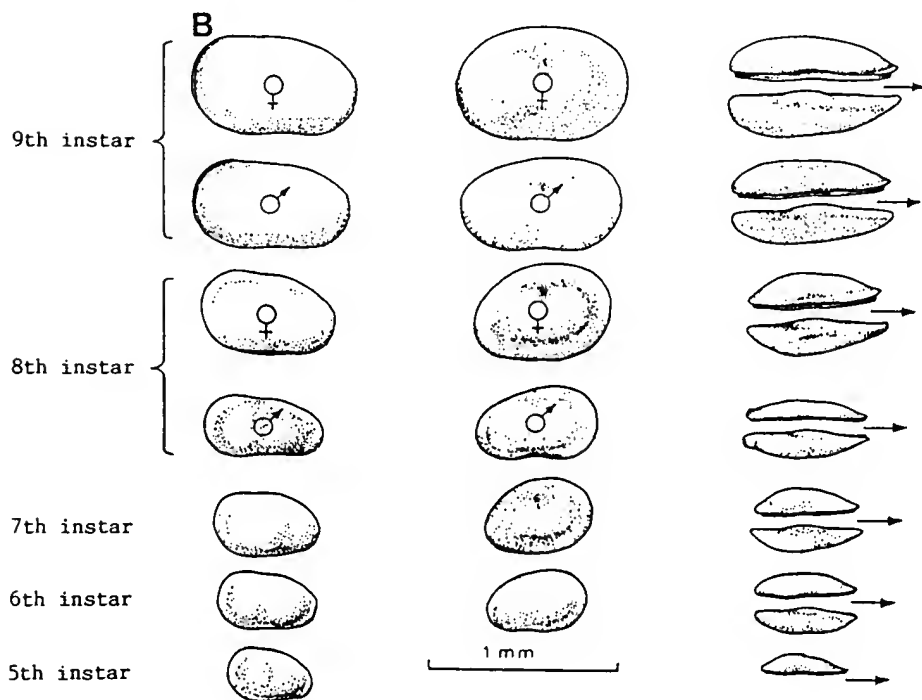 B
9th instar
♀ ♀
♂ ♂
8th instar
♀ ♀
♂ ♂
7th instar
6th instar
1 mm
5th instar